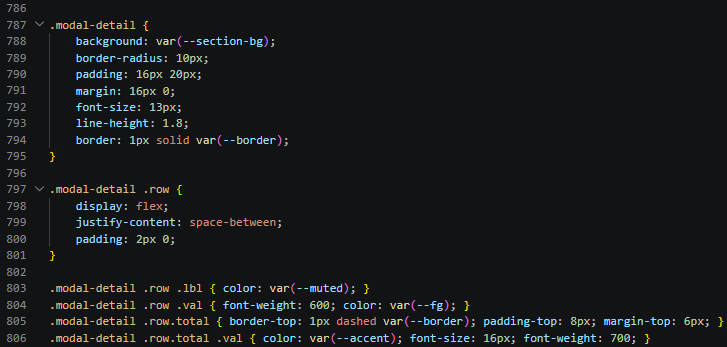 786
787 .modal-detail {
788     background: var(--section-bg);
789     border-radius: 10px;
790     padding: 16px 20px;
791     margin: 16px 0;
792     font-size: 13px;
793     line-height: 1.8;
794     border: 1px solid var(--border);
795 }
796
797 .modal-detail .row {
798     display: flex;
799     justify-content: space-between;
800     padding: 2px 0;
801 }
802
803 .modal-detail .row .lbl { color: var(--muted); }
804 .modal-detail .row .val { font-weight: 600; color: var(--fg); }
805 .modal-detail .row.total { border-top: 1px dashed var(--border); padding-top: 8px; margin-top: 6px; }
806 .modal-detail .row.total .val { color: var(--accent); font-size: 16px; font-weight: 700; }